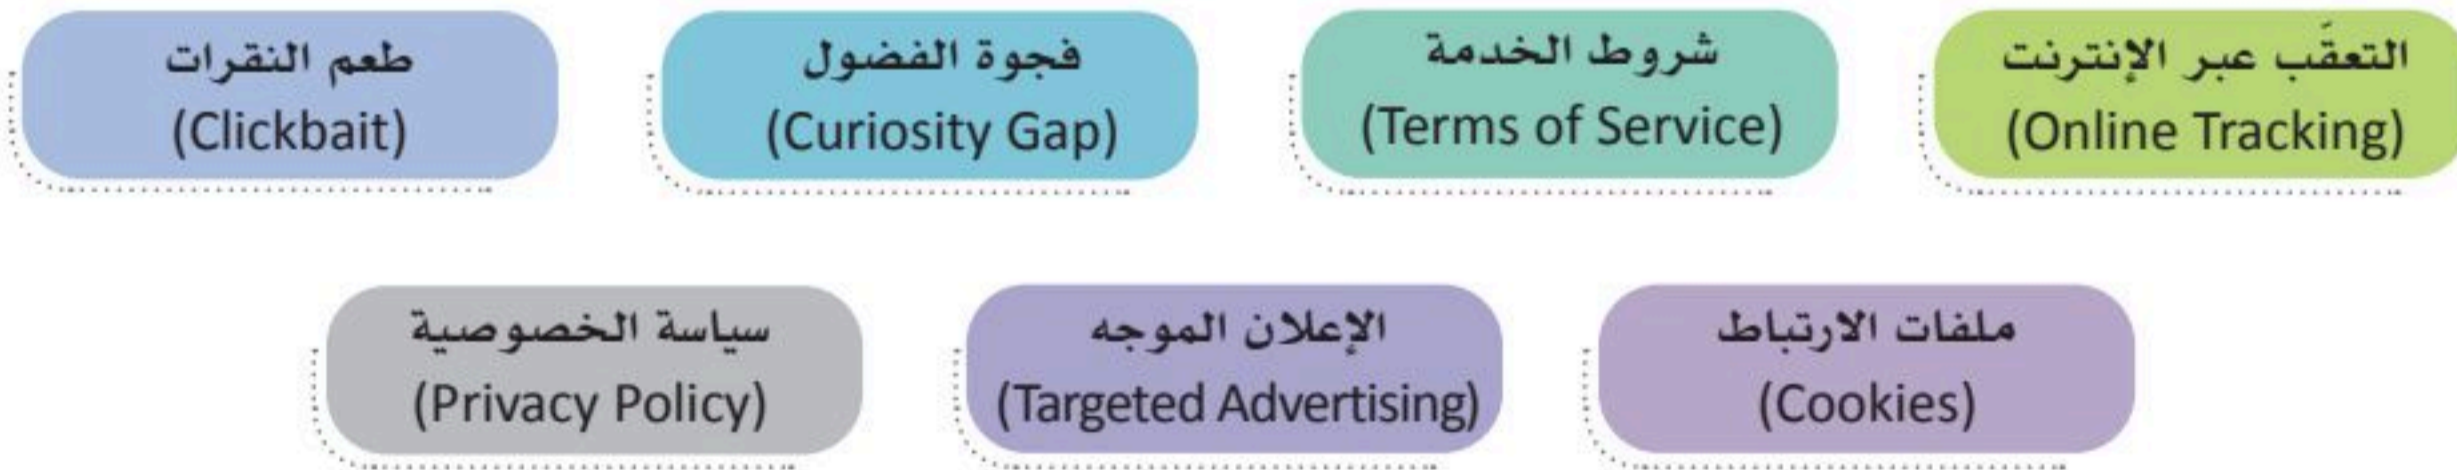 التعقّب عبر الإنترنت
(Online Tracking)
شروط الخدمة
(Terms of Service)
فجوة الفضول
(Curiosity Gap)
طعم النقرات
(Clickbait)
ملفات الارتباط
(Cookies)
الإعلان الموجه
(Targeted Advertising)
سياسة الخصوصية
(Privacy Policy)